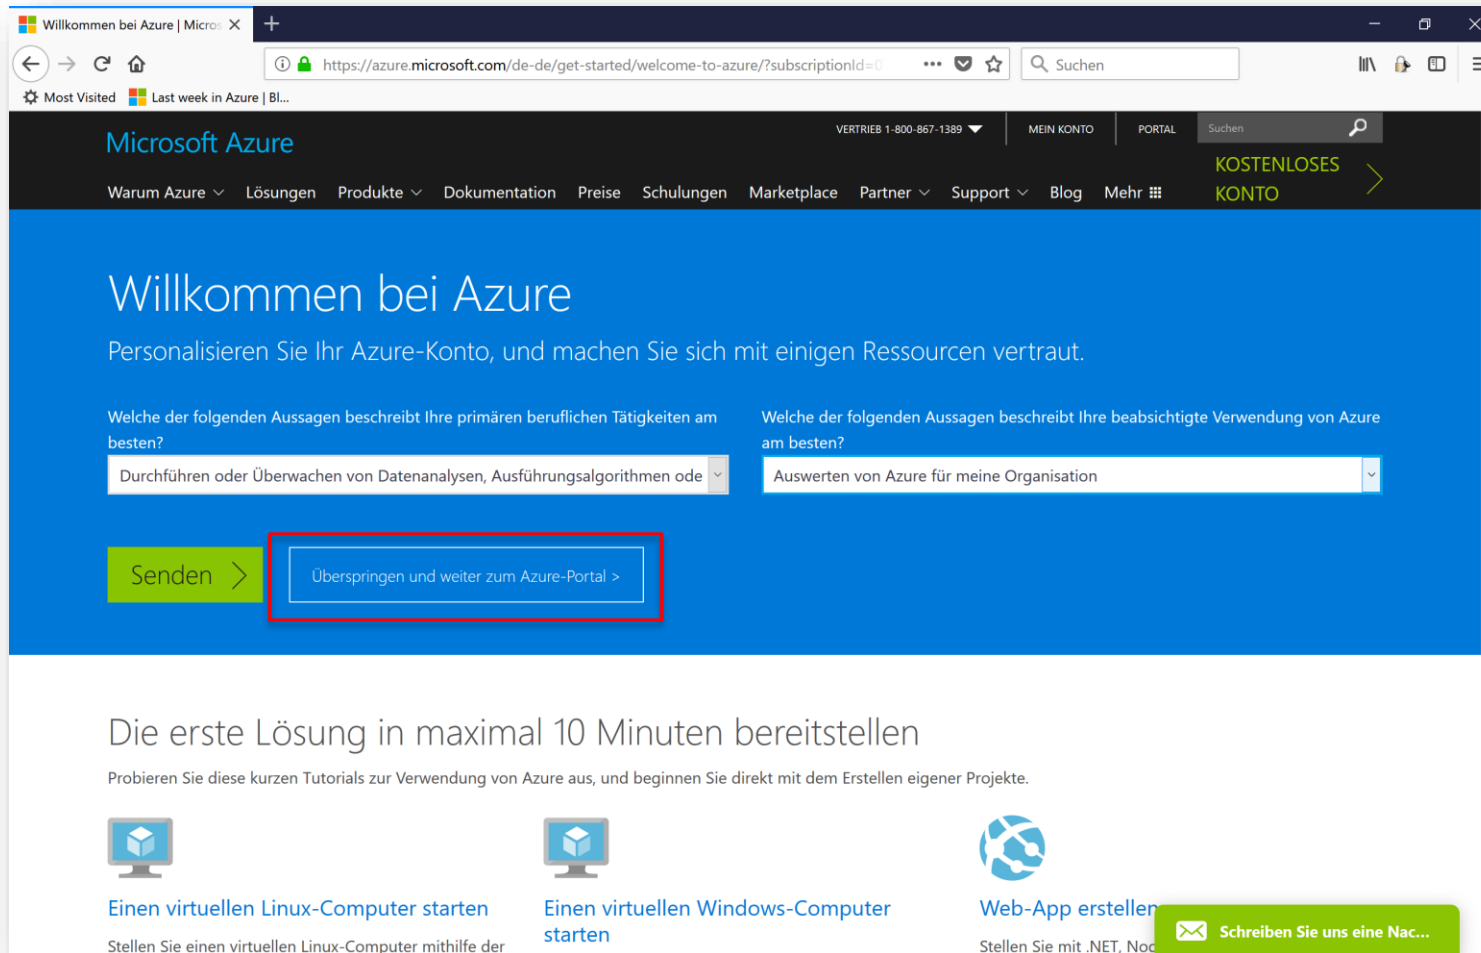 Willkommen bei Azure | Micros
https://azure.microsoft.com/de-de/get-started/welcome-to-azure/?subscriptionId=0
Suchen
Most Visited
Last week in Azure | Bl...
Microsoft Azure
VERTRIEB 1-800-867-1389
MEIN KONTO
PORTAL
Suchen
KOSTENLOSES
KONTO
Warum Azure
Lösungen
Produkte
Dokumentation
Preise
Schulungen
Marketplace
Partner
Support
Blog
Mehr
Willkommen bei Azure
Personalisieren Sie Ihr Azure-Konto, und machen Sie sich mit einigen Ressourcen vertraut.
Welche der folgenden Aussagen beschreibt Ihre primären beruflichen Tätigkeiten am
besten?
Durchführen oder Überwachen von Datenanalysen, Ausführungsalgorithmen ode
Welche der folgenden Aussagen beschreibt Ihre beabsichtigte Verwendung von Azure
am besten?
Auswerten von Azure für meine Organisation
Senden
Überspringen und weiter zum Azure-Portal >
Die erste Lösung in maximal 10 Minuten bereitstellen
Probieren Sie diese kurzen Tutorials zur Verwendung von Azure aus, und beginnen Sie direkt mit dem Erstellen eigener Projekte.
Einen virtuellen Linux-Computer starten
Stellen Sie einen virtuellen Linux-Computer mithilfe der
Einen virtuellen Windows-Computer
starten
Web-App erstellen
Stellen Sie mit .NET, Nod
Schreiben Sie uns eine Nac...